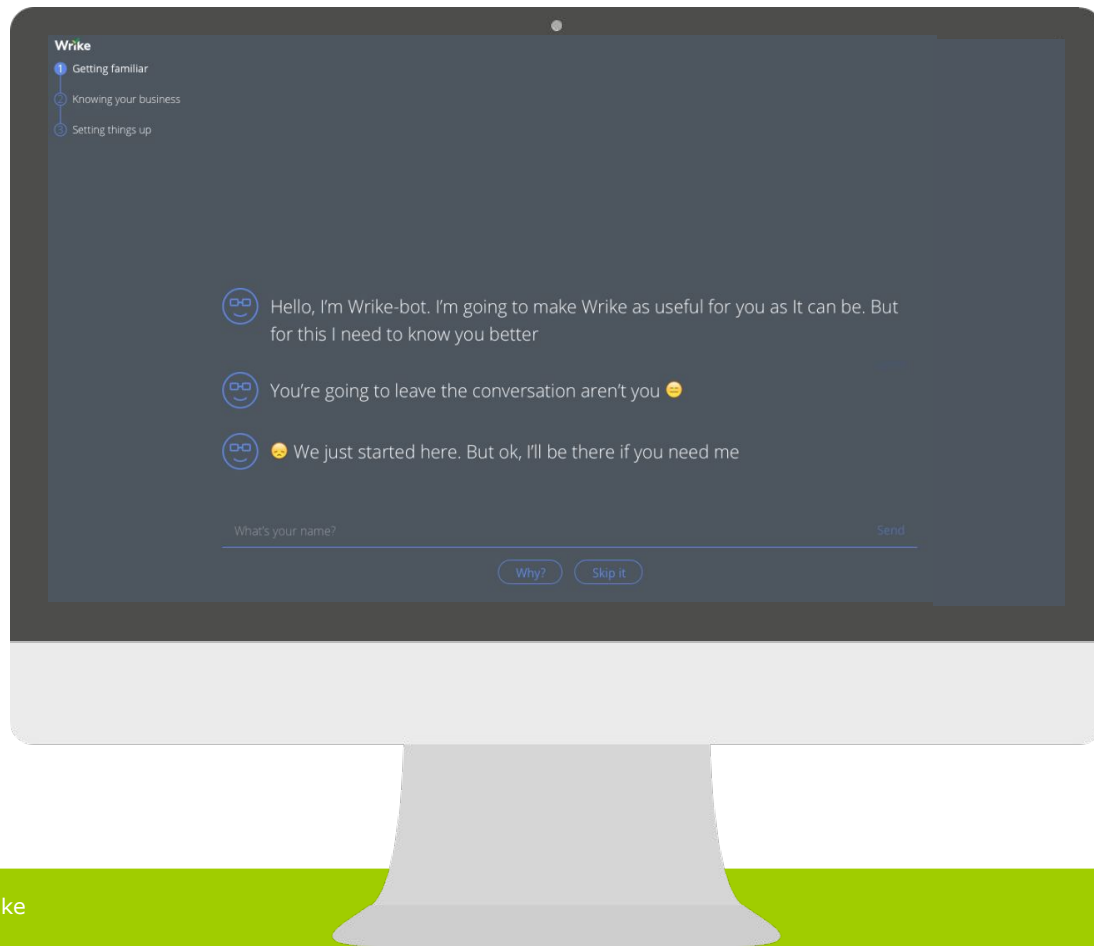 Wrike
1 Getting familiar
2 Knowing your business
3 Setting things up
Hello, I'm Wrike-bot. I'm going to make Wrike as useful for you as It can be. But
for this I need to know you better
You're going to leave the conversation aren't you 😑
😞 We just started here. But ok, I'll be there if you need me
What's your name?
Send
Why?
Skip it
ke